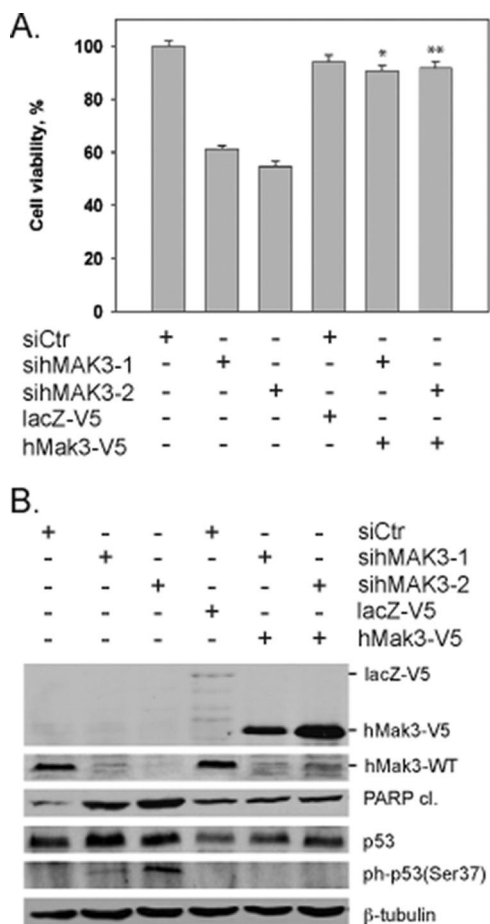 A.
Cell viability, %
100
80
60
40
20
0
* **
siCtr + - - + - -
sihMAK3-1 - + - - + -
sihMAK3-2 - - + - - +
lacZ-V5 - - - + - -
hMak3-V5 - - - - + +
B.
+ - - + - - siCtr
- + - - + - sihMAK3-1
- - + - - + sihMAK3-2
- - - + - - lacZ-V5
- - - - + + hMak3-V5
lacZ-V5
hMak3-V5
hMak3-WT
PARP cl.
p53
ph-p53(Ser37)
β-tubulin